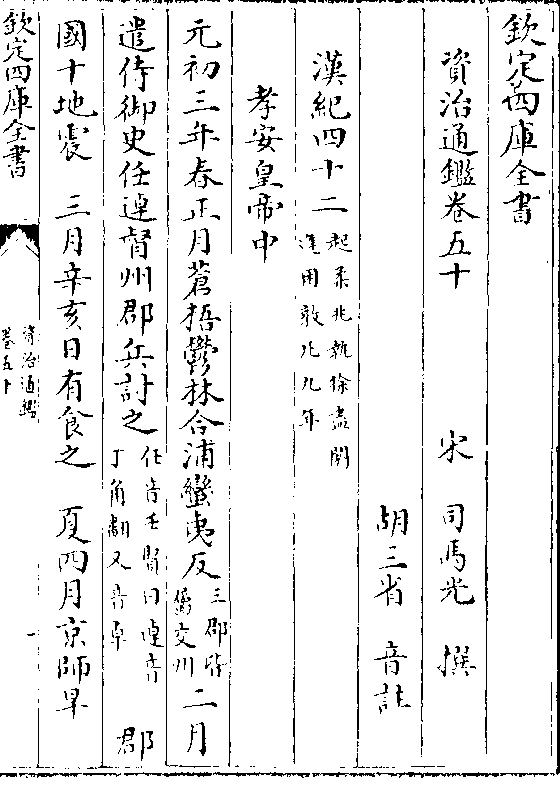 欽定四庫全書
資治通鑑卷五十
宋 司馬光 撰
胡三省 音註
漢紀四十二
起柔兆執徐盡閼
逢困敦凡九年
孝安皇帝中
元初三年春正月蒼梧鬱林合浦蠻夷反
三郡皆
屬交州
二月
遣侍御史任逴督州郡兵討之
任音壬賢曰逴音
丁角翻又音卓
郡
國十地震 三月辛亥日有食之 夏四月京師旱
欽定四庫全書
資治通鑑
卷五十
一